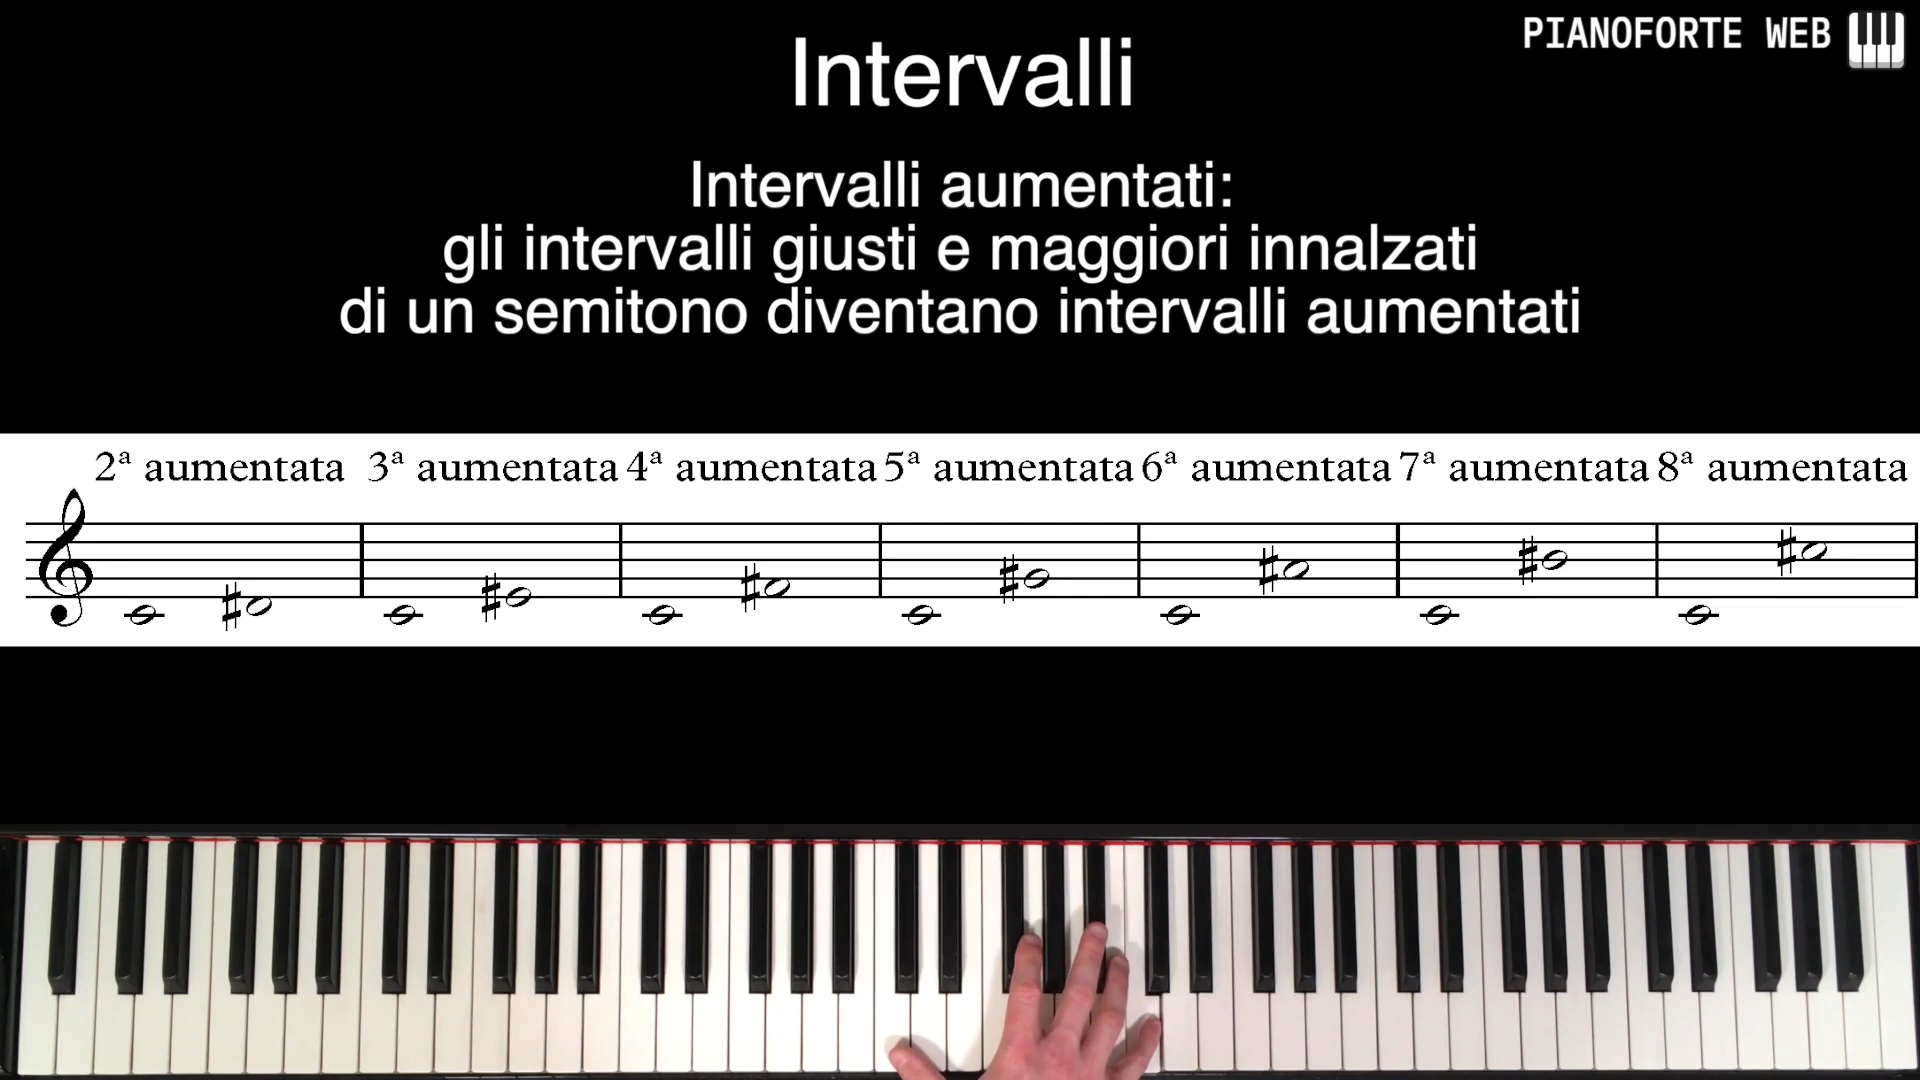 PIANOFORTE WEB
Intervalli
Intervalli aumentati:
gli intervalli giusti e maggiori innalzati
di un semitono diventano intervalli aumentati
2ª aumentata 3ª aumentata 4ª aumentata 5ª aumentata 6ª aumentata 7ª aumentata 8ª aumentata